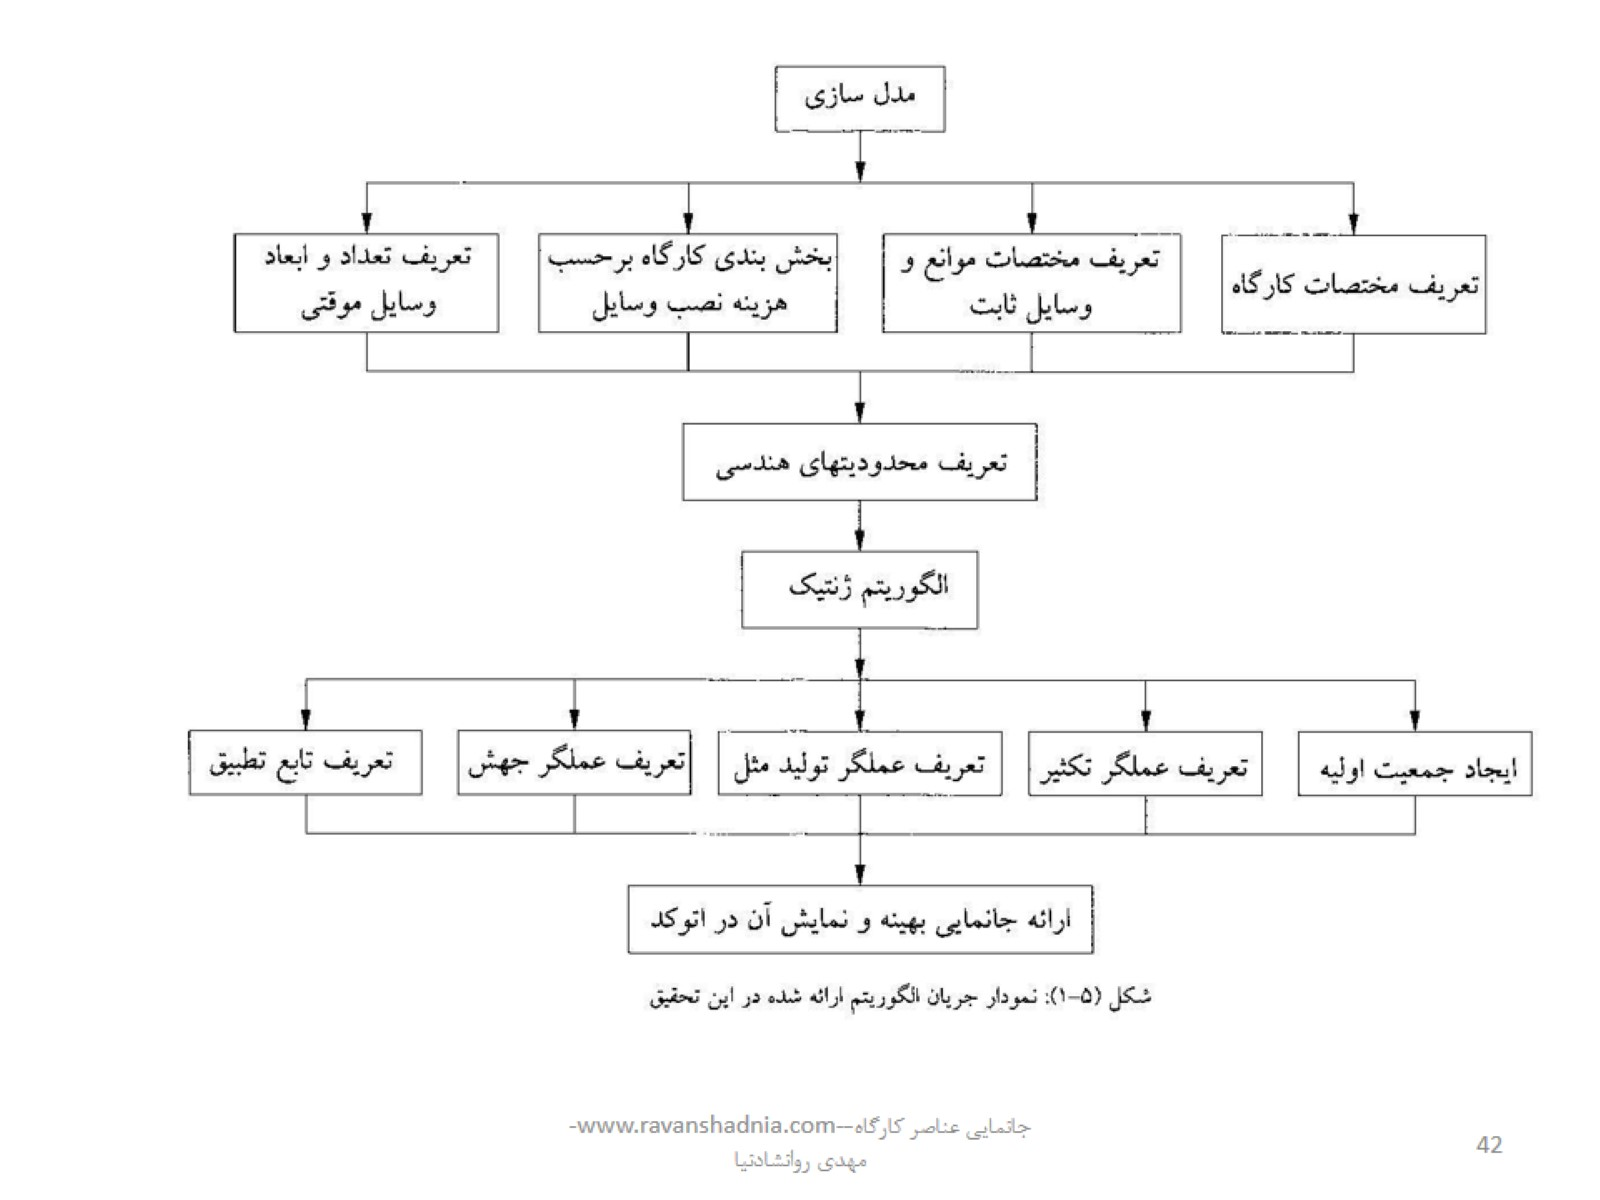 مدل سازی
تعریف مختصات کارگاه
تعریف مختصات موانع و
وسایل ثابت
بخش بندی کارگاه برحسب
هزینه نصب وسایل
تعریف تعداد و ابعاد
وسایل موقتی
تعریف محدودیتهای هندسی
الگوریتم ژنتیک
ایجاد جمعیت اولیه
تعریف عملگر تکثیر
تعریف عملگر تولید مثل
تعریف عملگر جهش
تعریف تابع تطبیق
ارائه جانمایی بهینه و نمایش آن در اتوکد
شکل (۵-۱): نمودار جریان الگوریتم ارائه شده در این تحقیق
جانمایی عناصر کارگاه--www.ravanshadnia.com-
مهدی روانشادنیا
42